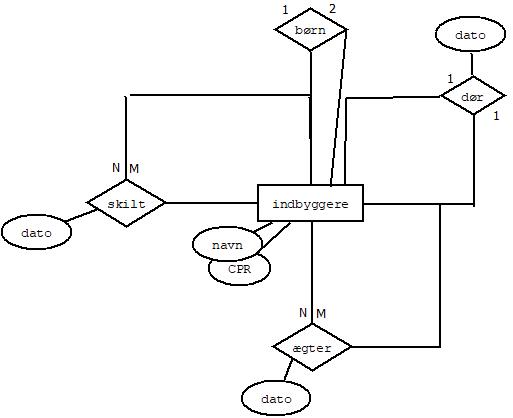 1 2
børn
dato
1
dør
1
N M
skilt
indbyggere
dato
navn
CPR
N M
ægter
dato